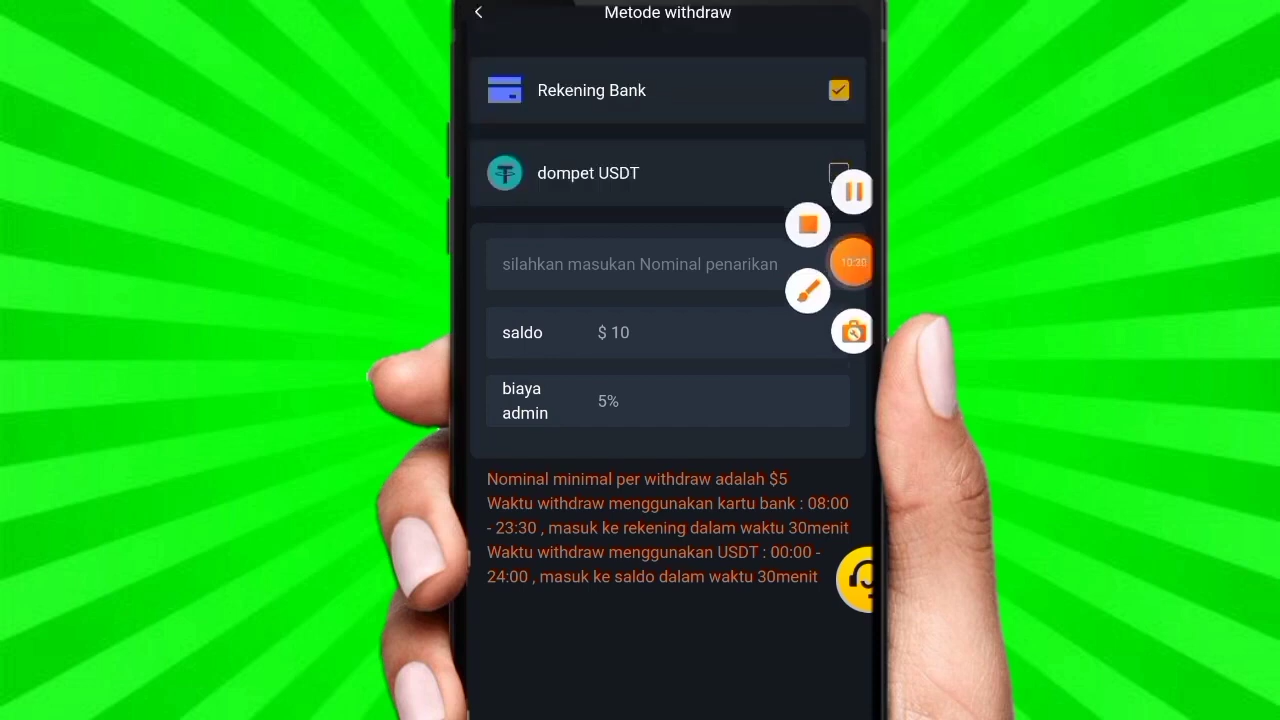 Metode withdraw
Rekening Bank
dompet USDT
silahkan masukan Nominal penarikan
10:20
saldo $ 10
biaya
admin 5%
Nominal minimal per withdraw adalah $5
Waktu withdraw menggunakan kartu bank : 08:00
- 23:30 , masuk ke rekening dalam waktu 30menit
Waktu withdraw menggunakan USDT : 00:00 -
24:00 , masuk ke saldo dalam waktu 30menit